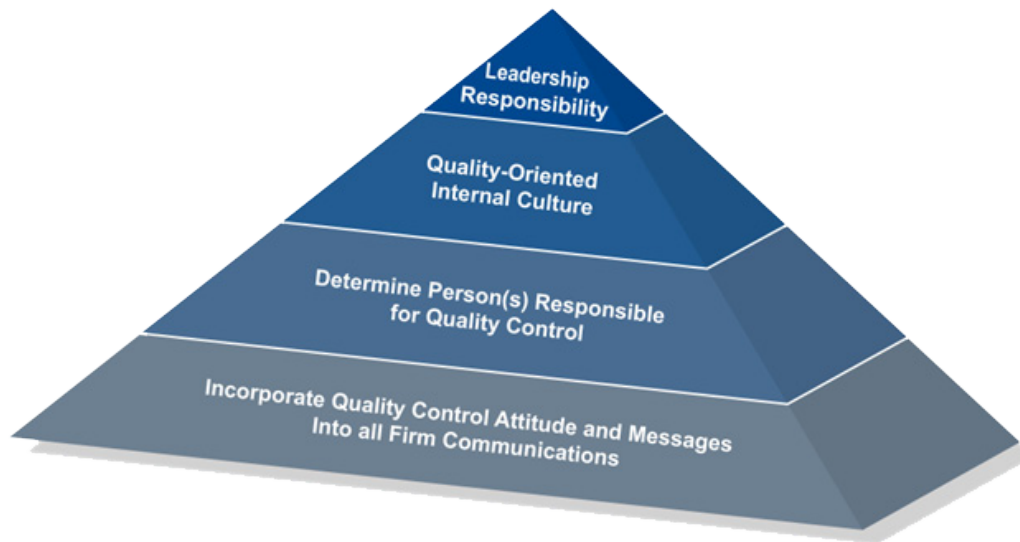 Leadership
Responsibility
Quality-Oriented
Internal Culture
Determine Person(s) Responsible
for Quality Control
Incorporate Quality Control Attitude and Messages
Into all Firm Communications